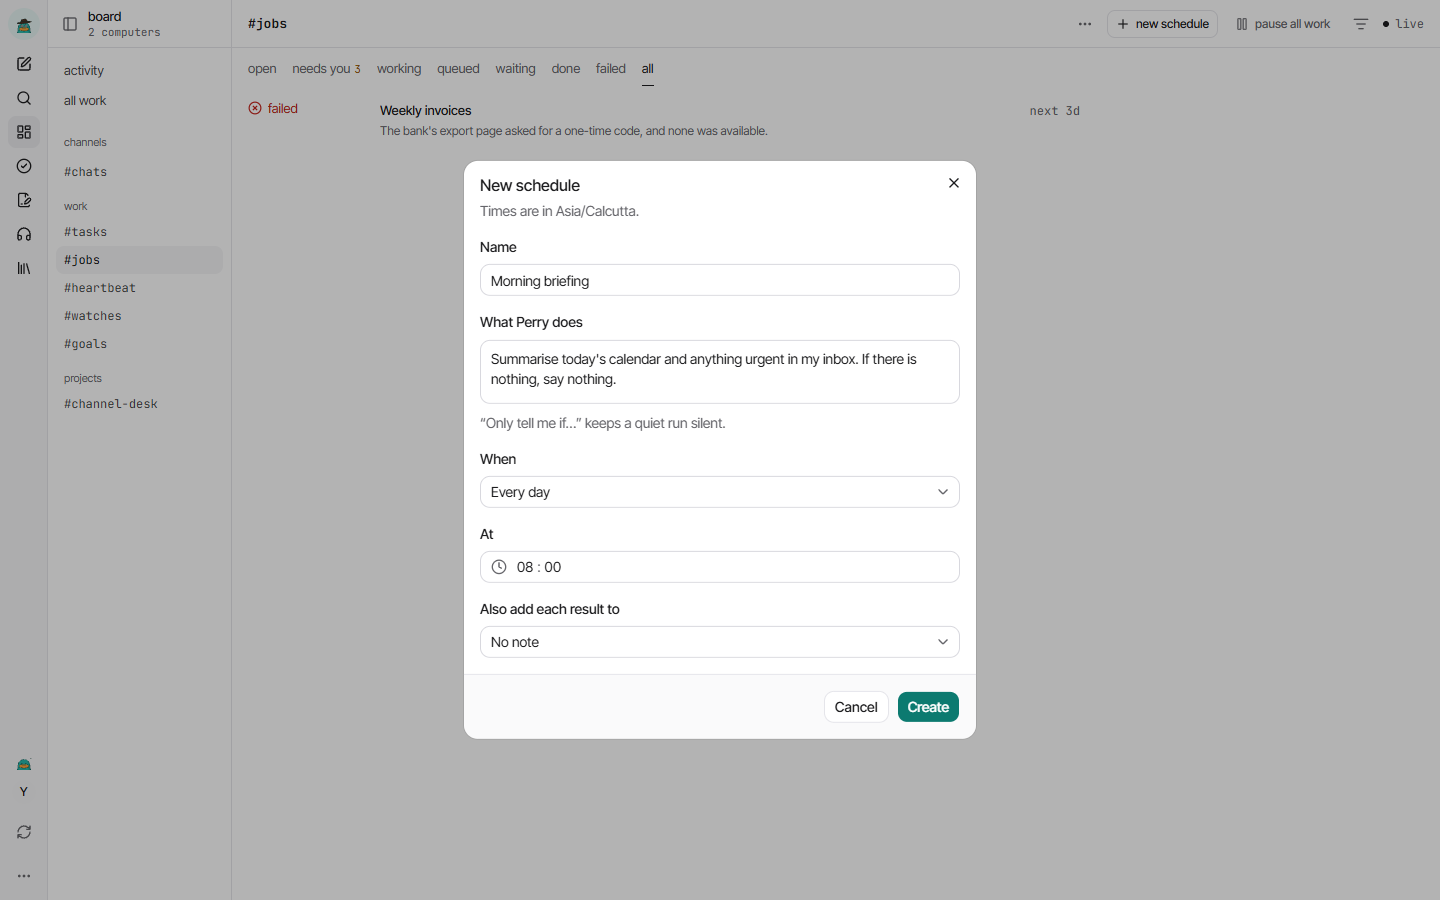 board
2 computers
#jobs
new schedule
pause all work
live
activity
all work
channels
#chats
work
#tasks
#jobs
#heartbeat
#watches
#goals
projects
#channel-desk
Y
open
needs you 3
working
queued
waiting
done
failed
all
failed
Weekly invoices
next 3d
The bank's export page asked for a one-time code, and none was available.
New schedule
Times are in Asia/Calcutta.
Name
Morning briefing
What Perry does
Summarise today's calendar and anything urgent in my inbox. If there is
nothing, say nothing.
“Only tell me if...” keeps a quiet run silent.
When
Every day
At
08 : 00
Also add each result to
No note
Cancel
Create